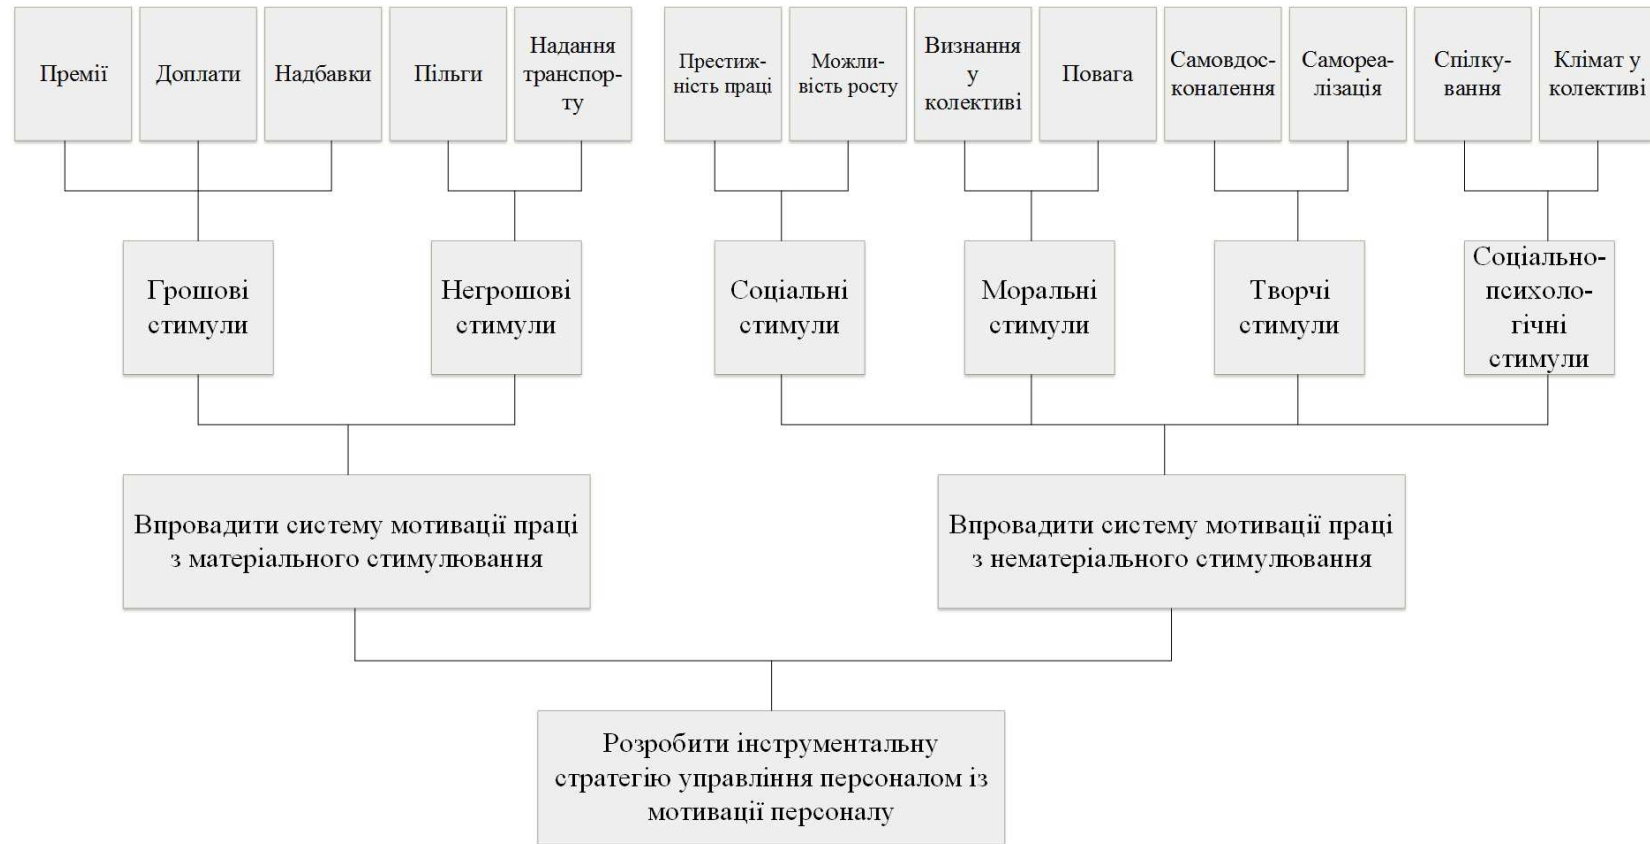 Премії
Доплати
Надбавки
Пільги
Надання
транспор-
ту
Престиж-
ність праці
Можли-
вість росту
Визнання
у
колективі
Повага
Самовдос-
коналення
Самореа-
лізація
Спілку-
вання
Клімат у
колективі
Грошові
стимули
Негрошові
стимули
Соціальні
стимули
Моральні
стимули
Творчі
стимули
Соціально-
психоло-
гічні
стимули
Впровадити систему мотивації праці
з матеріального стимулювання
Впровадити систему мотивації праці
з нематеріального стимулювання
Розробити інструментальну
стратегію управління персоналом із
мотивації персоналу